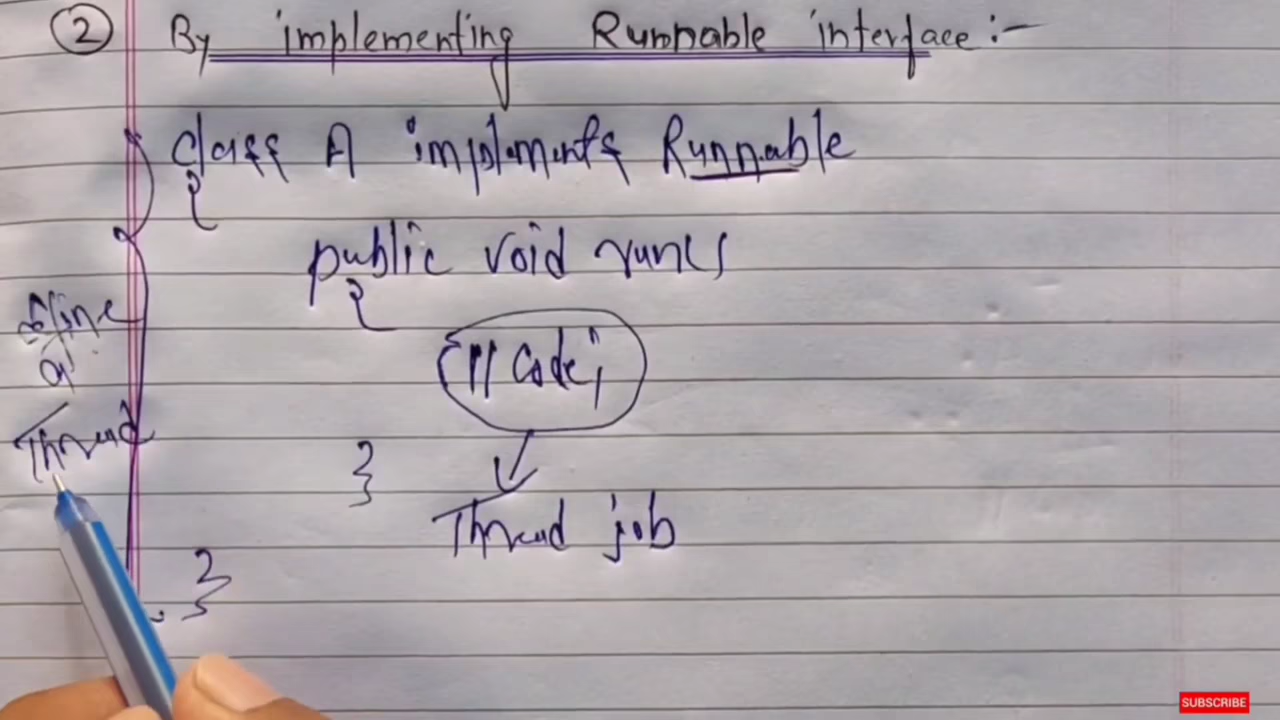 2 By implementing Runnable interface :-
class A implements Runnable
{
public void run()
{
// Code;
}
Thread job
}
define
a
Thread
SUBSCRIBE